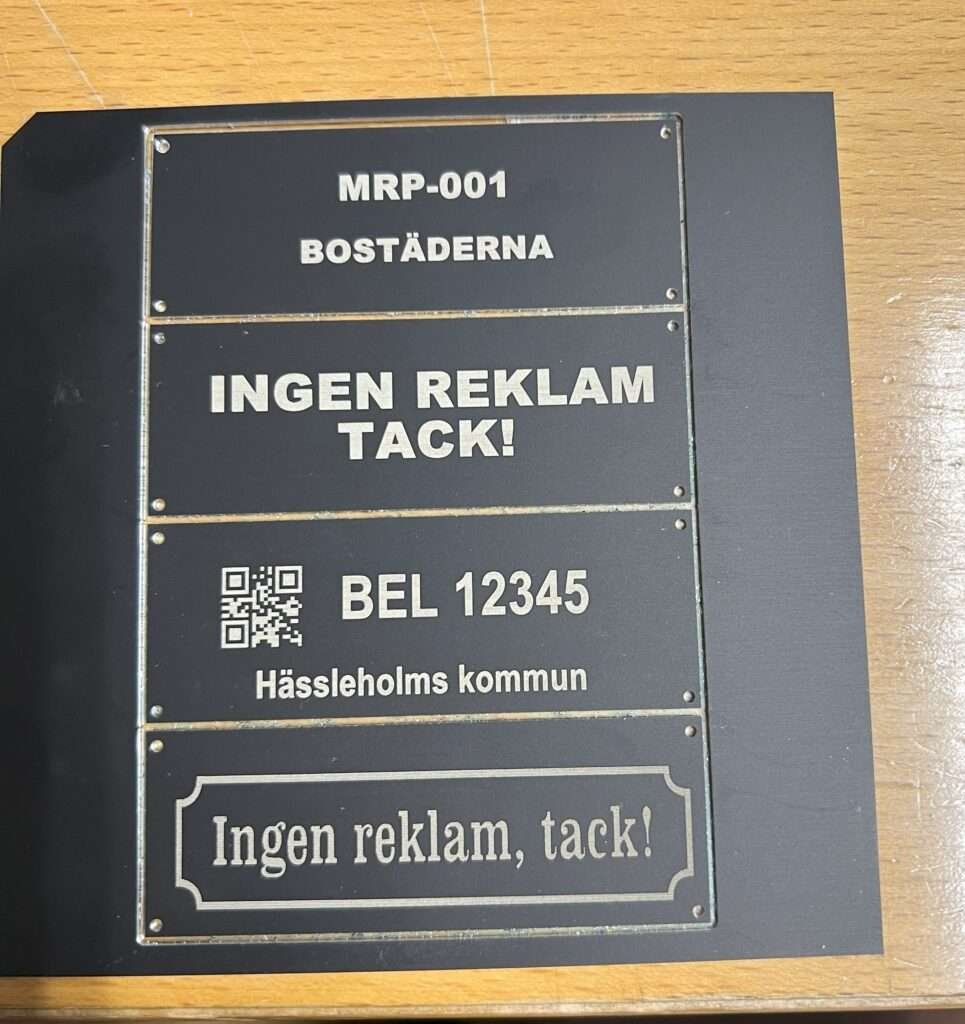 MRP-001
BOSTÄDERNA
INGEN REKLAM
TACK!
BEL 12345
Hässleholms kommun
Ingen reklam, tack!